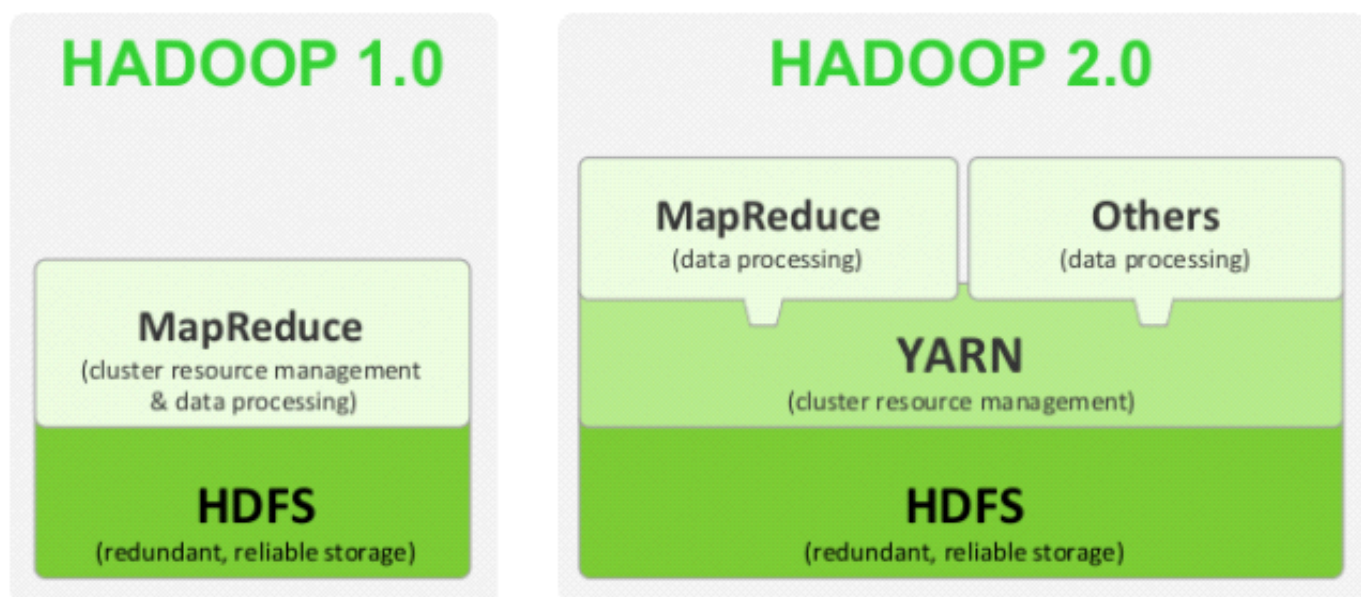 HADOOP 1.0
MapReduce
(cluster resource management
& data processing)
HDFS
(redundant, reliable storage)
HADOOP 2.0
MapReduce
(data processing)
Others
(data processing)
YARN
(cluster resource management)
HDFS
(redundant, reliable storage)